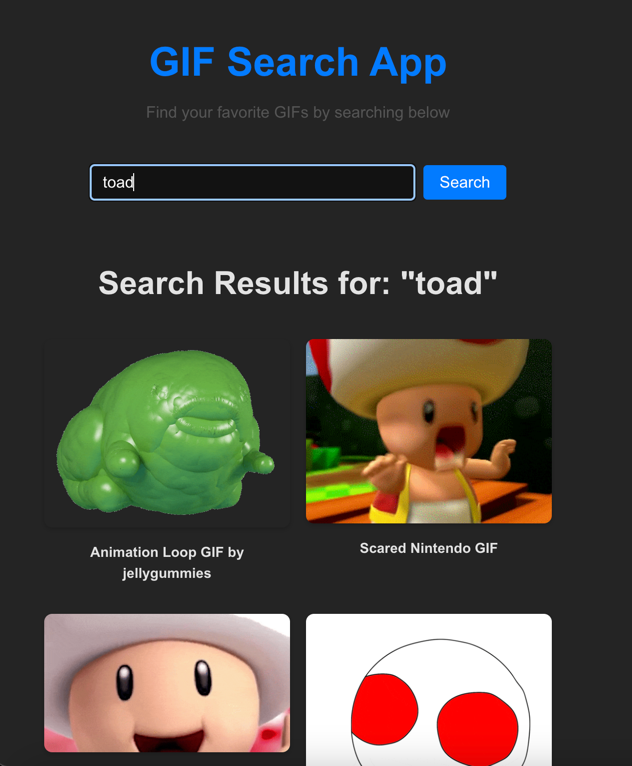 GIF Search App
Find your favorite GIFs by searching below
toad
Search
Search Results for: "toad"
Animation Loop GIF by
jellygummies
Scared Nintendo GIF